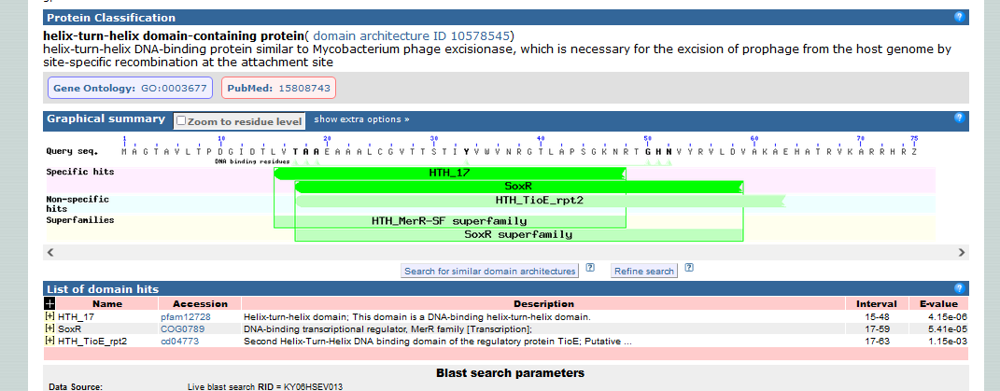 Protein Classification ?
helix-turn-helix domain-containing protein( domain architecture ID 10578545)
helix-turn-helix DNA-binding protein similar to Mycobacterium phage excisionase, which is necessary for the excision of prophage from the host genome by
site-specific recombination at the attachment site
Gene Ontology: GO:0003677 PubMed: 15808743
Graphical summary Zoom to residue level show extra options » ?
1 10 20 30 40 50 60 70 75
Query seq. M A G T A V L T P D G I D T L V T A A E A A A L C G V T T S T I Y V W V N R G T L A P S G K N R T G H N V Y R V L D V A K A E H A T R V K A R R H R Z
DNA binding residues
Specific hits HTH_17
SoxR
Non-specific HTH_TioE_rpt2
hits
Superfamilies HTH_MerR-SF superfamily
SoxR superfamily
Search for similar domain architectures ? Refine search ?
List of domain hits ?
+ Name Accession Description Interval E-value
[+] HTH_17 pfam12728 Helix-turn-helix domain; This domain is a DNA-binding helix-turn-helix domain. 15-48 4.15e-06
[+] SoxR COG0789 DNA-binding transcriptional regulator, MerR family [Transcription]; 17-59 5.41e-05
[+] HTH_TioE_rpt2 cd04773 Second Helix-Turn-Helix DNA binding domain of the regulatory protein TioE; Putative ... 17-63 1.15e-03
Blast search parameters
Data Source: Live blast search RID = KY06HSEV013